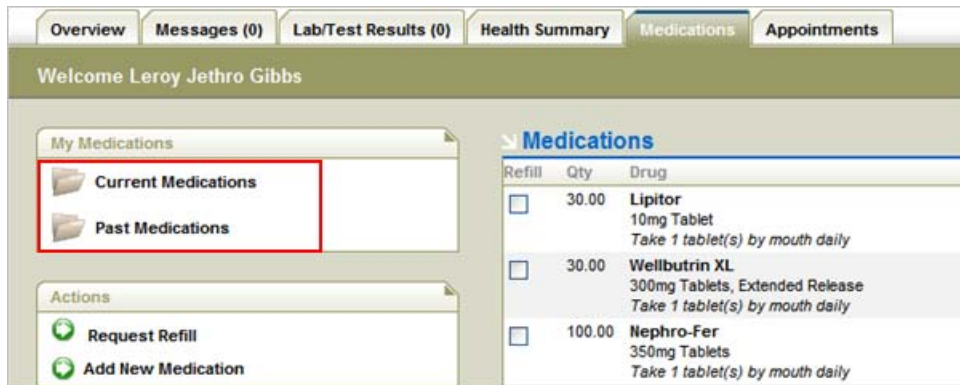 Overview Messages (0) Lab/Test Results (0) Health Summary Medications Appointments
Welcome Leroy Jethro Gibbs
My Medications
Current Medications
Past Medications
Actions
Request Refill
Add New Medication
Medications
Refill Qty Drug
30.00 Lipitor
10mg Tablet
Take 1 tablet(s) by mouth daily
30.00 Wellbutrin XL
300mg Tablets, Extended Release
Take 1 tablet(s) by mouth daily
100.00 Nephro-Fer
350mg Tablets
Take 1 tablet(s) by mouth daily